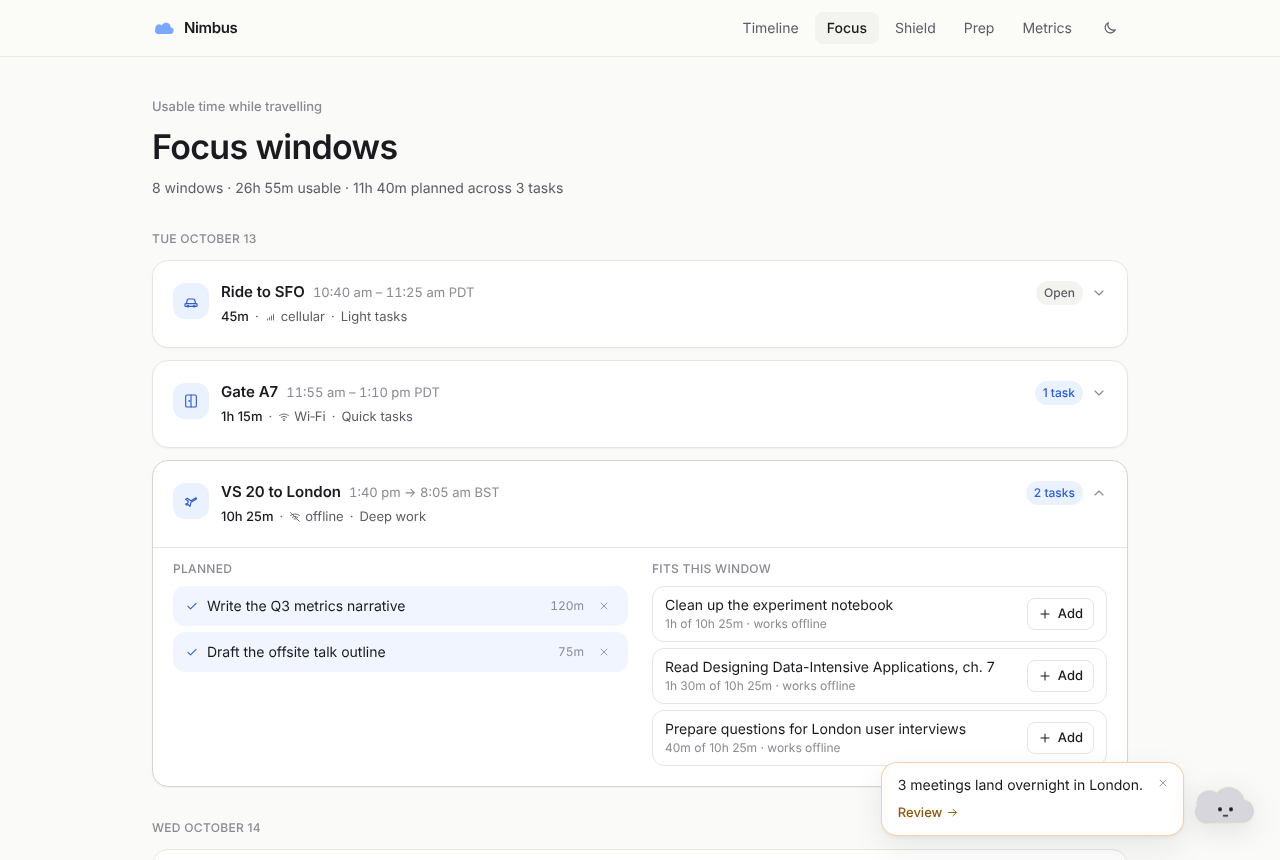 Nimbus
Timeline
Focus
Shield
Prep
Metrics
Usable time while travelling
Focus windows
8 windows · 26h 55m usable · 11h 40m planned across 3 tasks
TUE OCTOBER 13
Ride to SFO 10:40 am – 11:25 am PDT
Open
45m · cellular · Light tasks
Gate A7 11:55 am – 1:10 pm PDT
1 task
1h 15m · Wi-Fi · Quick tasks
VS 20 to London 1:40 pm → 8:05 am BST
2 tasks
10h 25m · offline · Deep work
PLANNED
Write the Q3 metrics narrative 120m
Draft the offsite talk outline 75m
FITS THIS WINDOW
Clean up the experiment notebook
1h of 10h 25m · works offline
+ Add
Read Designing Data-Intensive Applications, ch. 7
1h 30m of 10h 25m · works offline
+ Add
Prepare questions for London user interviews
40m of 10h 25m · works offline
+ Add
3 meetings land overnight in London.
Review →
WED OCTOBER 14